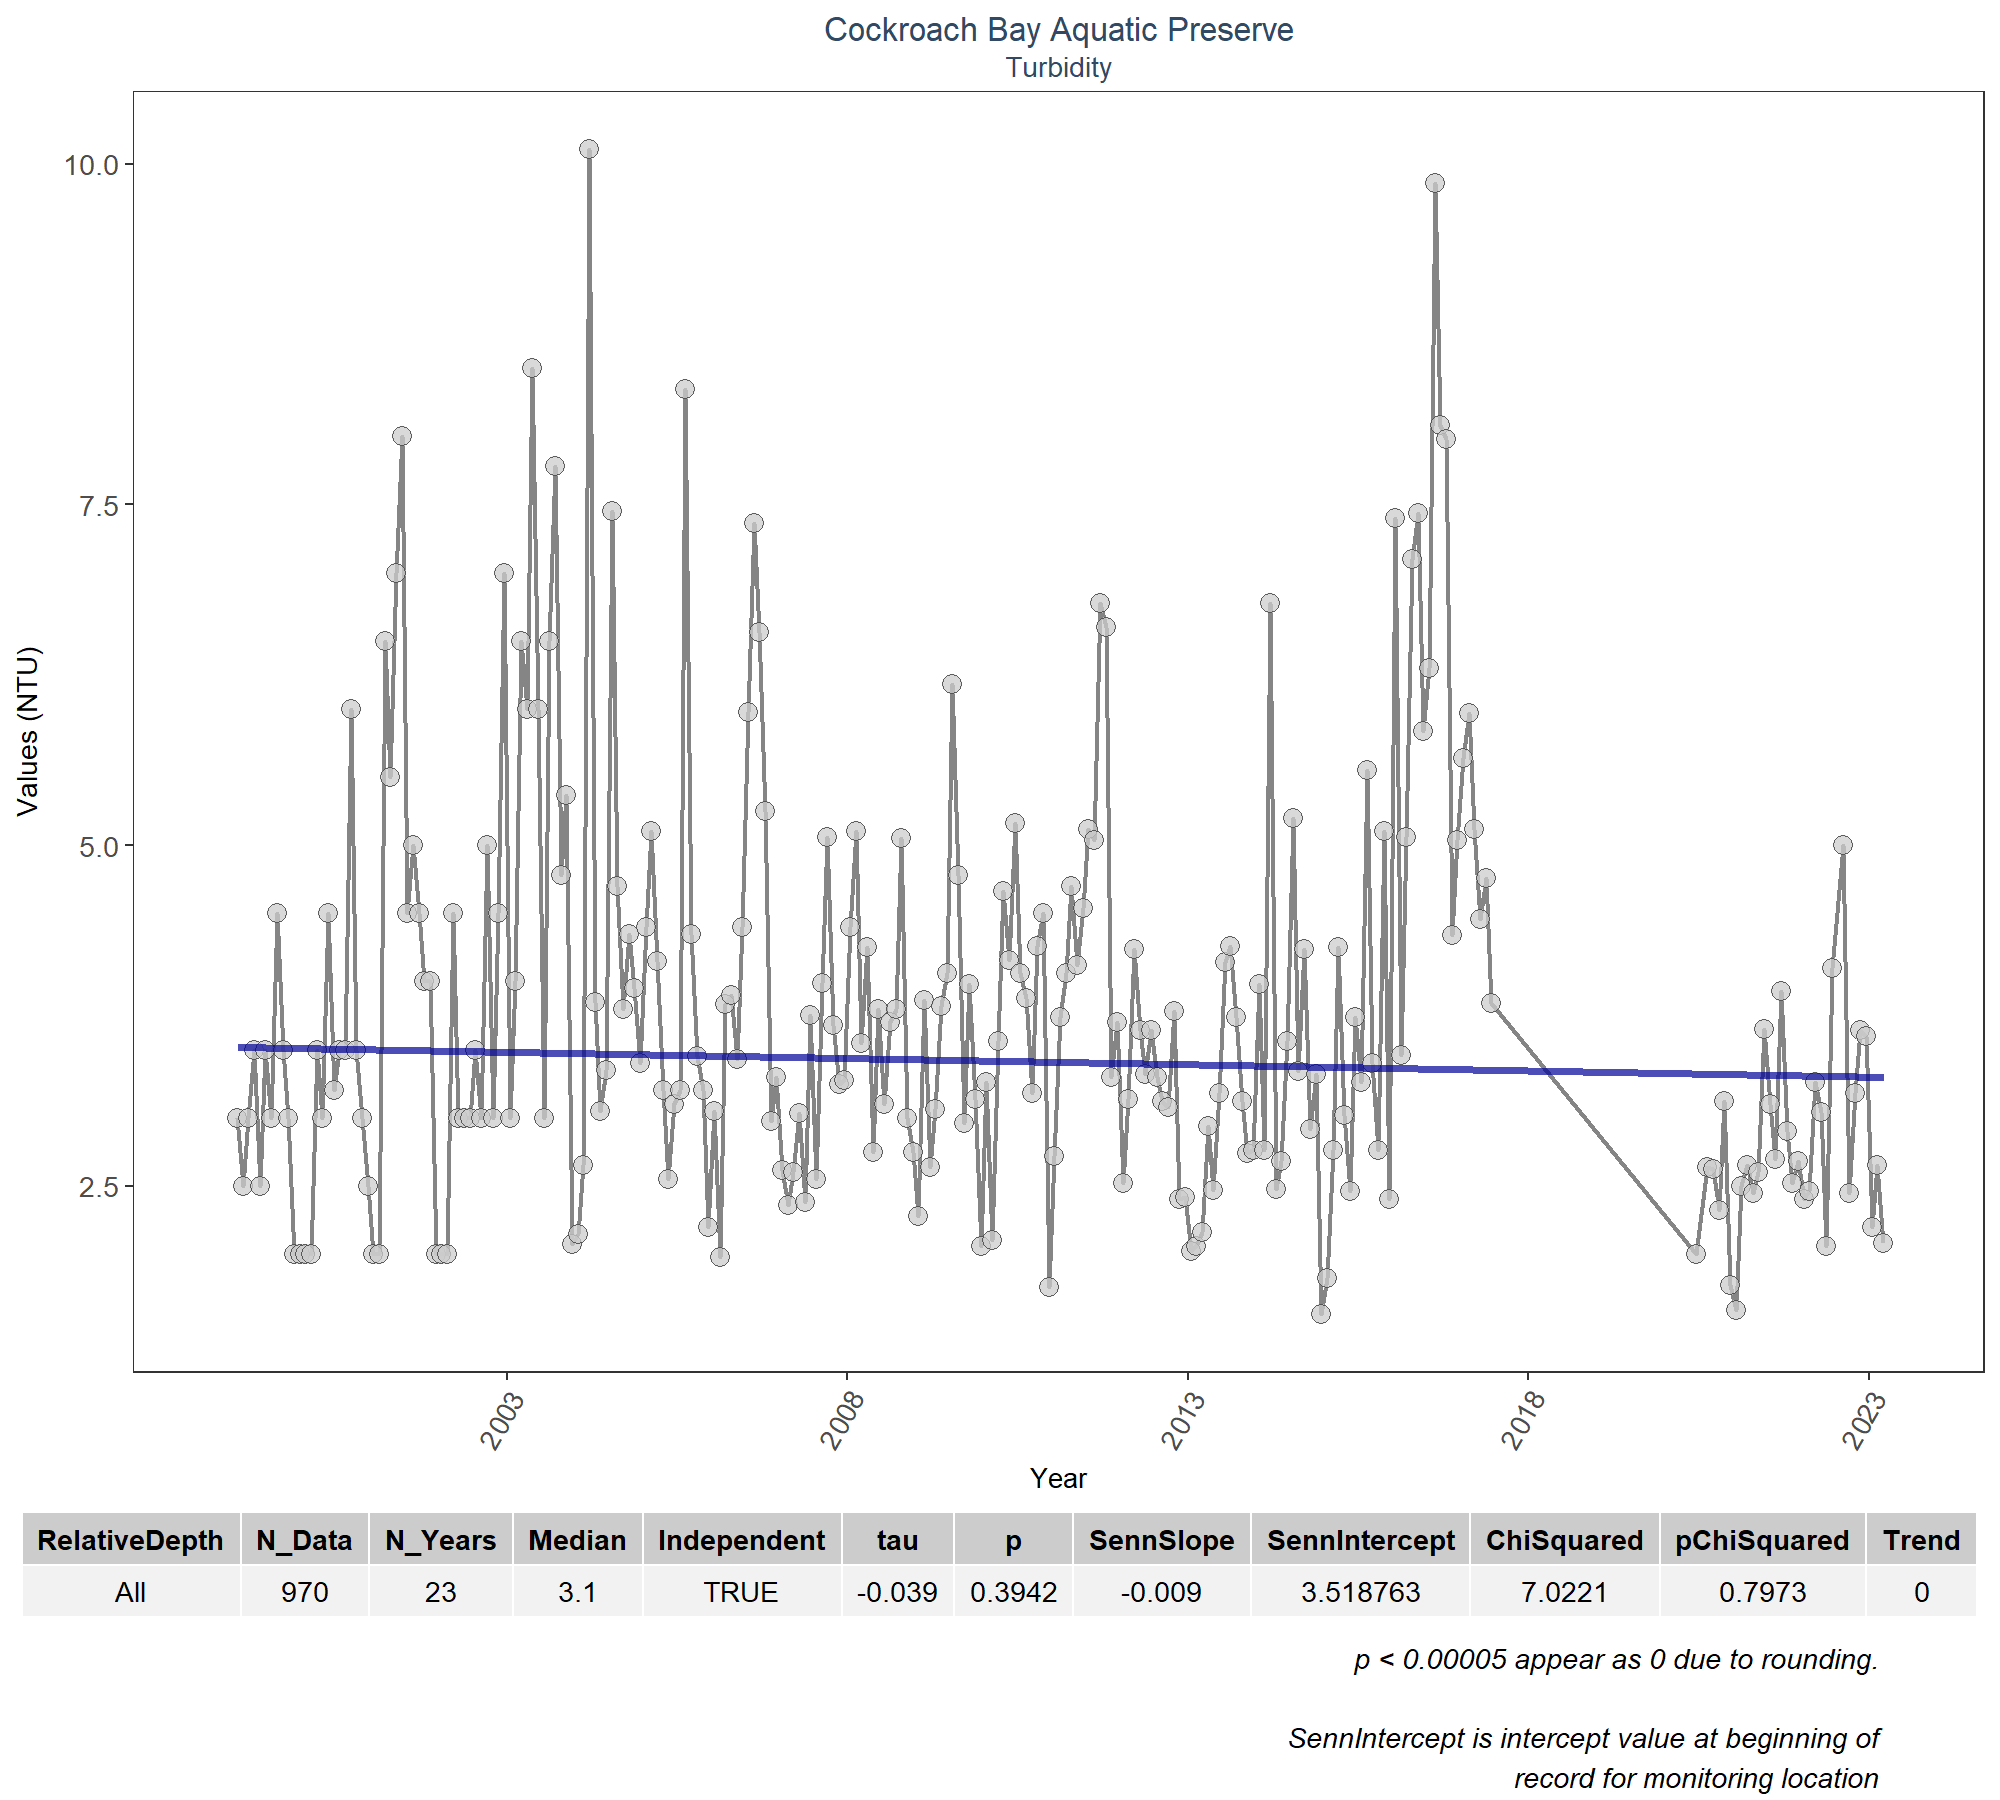 Cockroach Bay Aquatic Preserve
Turbidity
Values (NTU)
10.0
7.5
5.0
2.5
2003 2008 2013 2018 2023
Year
RelativeDepth N_Data N_Years Median Independent tau p SennSlope SennIntercept ChiSquared pChiSquared Trend
All 970 23 3.1 TRUE -0.039 0.3942 -0.009 3.518763 7.0221 0.7973 0
p < 0.00005 appear as 0 due to rounding.
SennIntercept is intercept value at beginning of
record for monitoring location